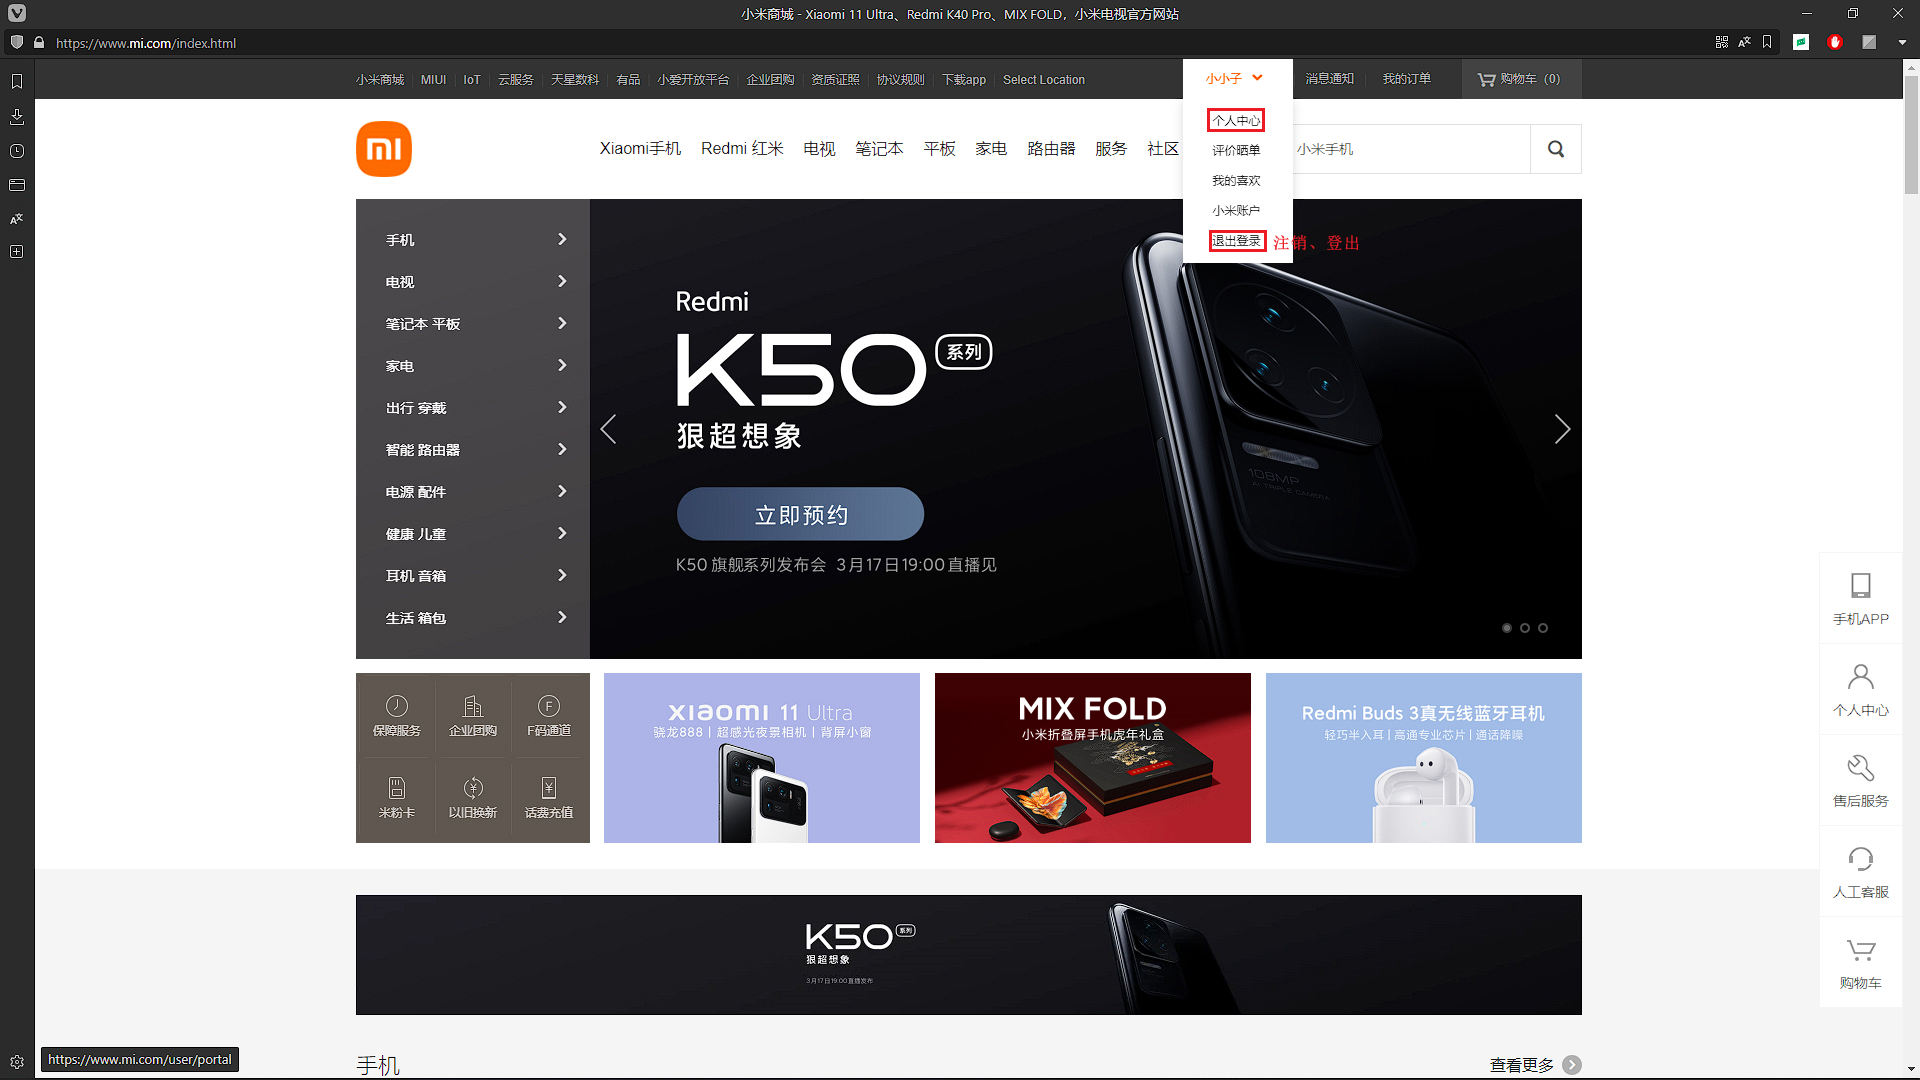 小米商城 - Xiaomi 11 Ultra、Redmi K40 Pro、MIX FOLD，小米电视官方网站
https://www.mi.com/index.html
小米商城 MIUI IoT 云服务 天星数科 有品 小爱开放平台 企业团购 资质证照 协议规则 下载app Select Location
小小子 消息通知 我的订单 购物车 (0)
个人中心
评价晒单
我的喜欢
小米账户
退出登录 注销、登出
Xiaomi手机 Redmi 红米 电视 笔记本 平板 家电 路由器 服务 社区
小米手机
手机
电视
笔记本 平板
家电
出行 穿戴
智能 路由器
电源 配件
健康 儿童
耳机 音箱
生活 箱包
Redmi
K50 系列
狠超想象
立即预约
K50 旗舰系列发布会 3月17日19:00直播见
108MP
AI TRIPLE CAMERA
保障服务 企业团购 F码通道
米粉卡 以旧换新 话费充值
xiaomi 11 Ultra
骁龙888 | 超感光夜景相机 | 背屏小窗
MIX FOLD
小米折叠屏手机虎年礼盒
Redmi Buds 3真无线蓝牙耳机
轻巧半入耳 | 高通专业芯片 | 通话降噪
手机APP
个人中心
售后服务
人工客服
购物车
K50 系列
狠超想象
3月17日19:00直播发布
手机 查看更多
https://www.mi.com/user/portal